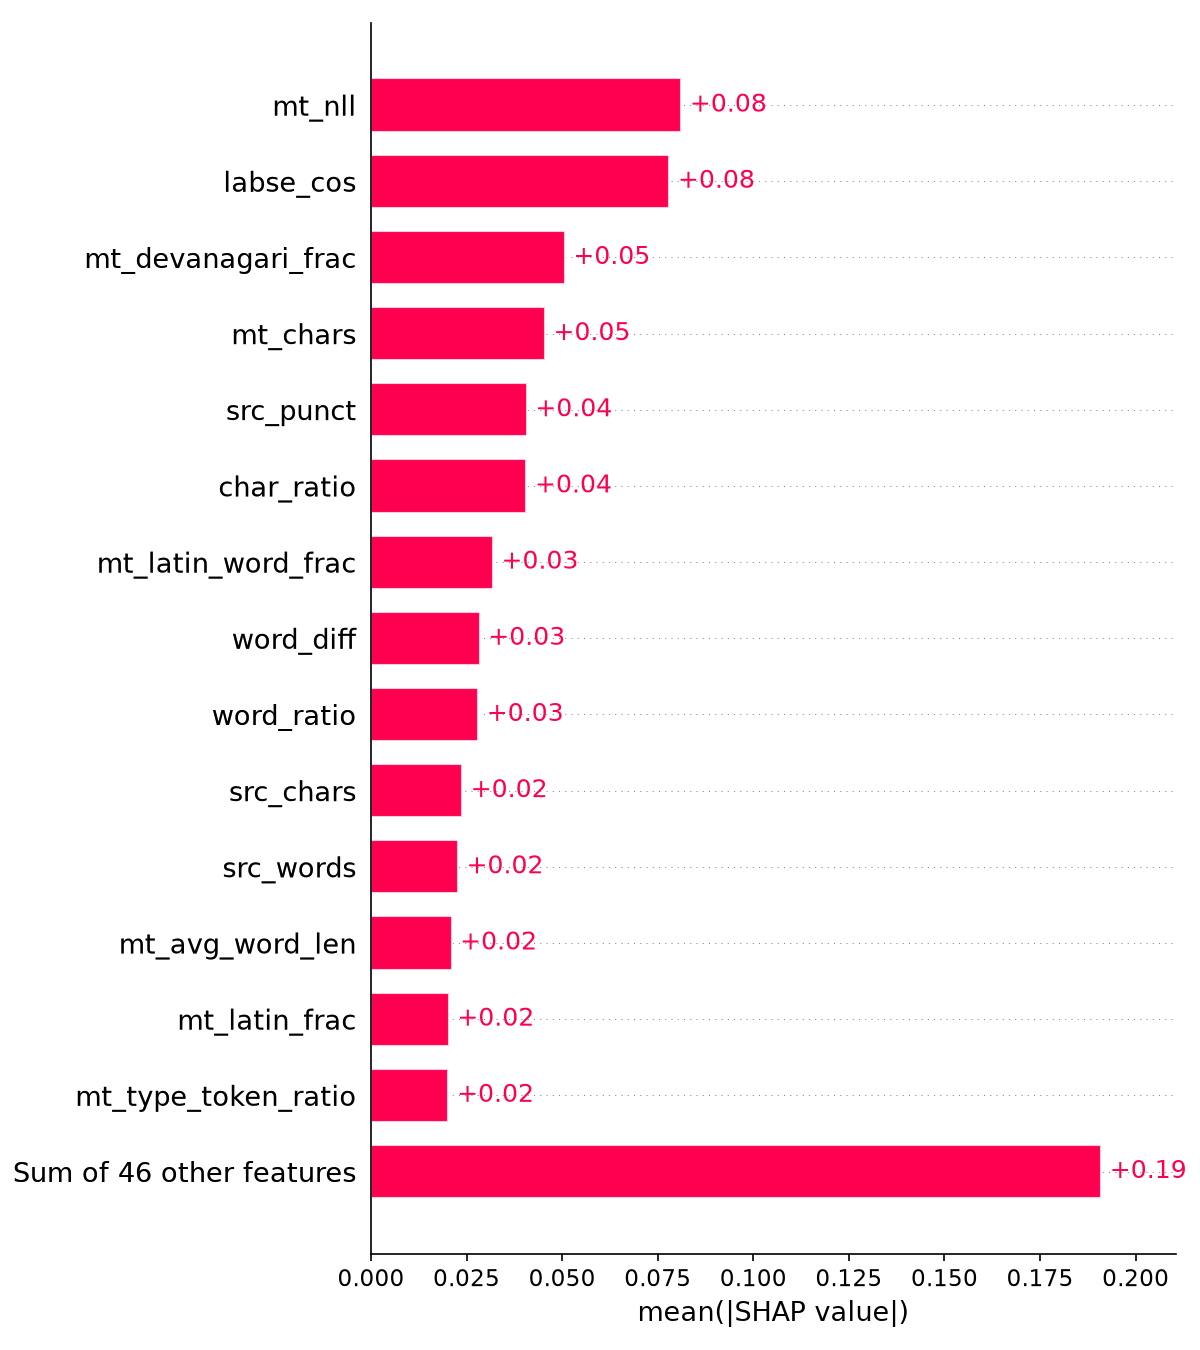 mt_nll +0.08
labse_cos +0.08
mt_devanagari_frac +0.05
mt_chars +0.05
src_punct +0.04
char_ratio +0.04
mt_latin_word_frac +0.03
word_diff +0.03
word_ratio +0.03
src_chars +0.02
src_words +0.02
mt_avg_word_len +0.02
mt_latin_frac +0.02
mt_type_token_ratio +0.02
Sum of 46 other features +0.19
0.000 0.025 0.050 0.075 0.100 0.125 0.150 0.175 0.200
mean(|SHAP value|)